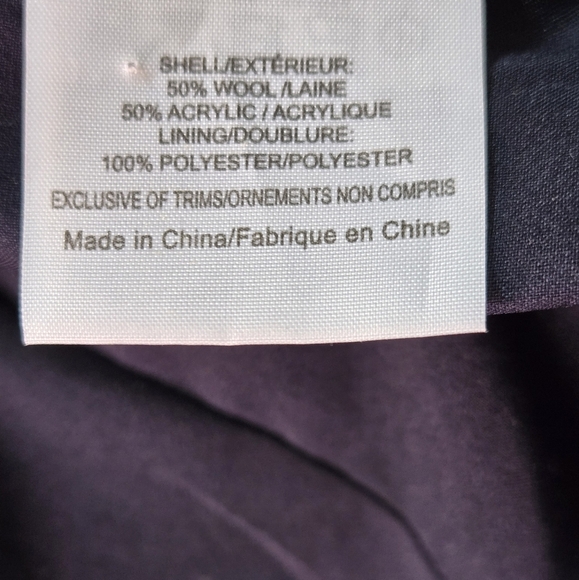 SHELL/EXTÉRIEUR:
50% WOOL/LAINE
50% ACRYLIC/ACRYLIQUE
LINING/DOUBLURE:
100% POLYESTER/POLYESTER
EXCLUSIVE OF TRIMS/ORNEMENTS NON COMPRIS
Made in China/Fabrique en Chine